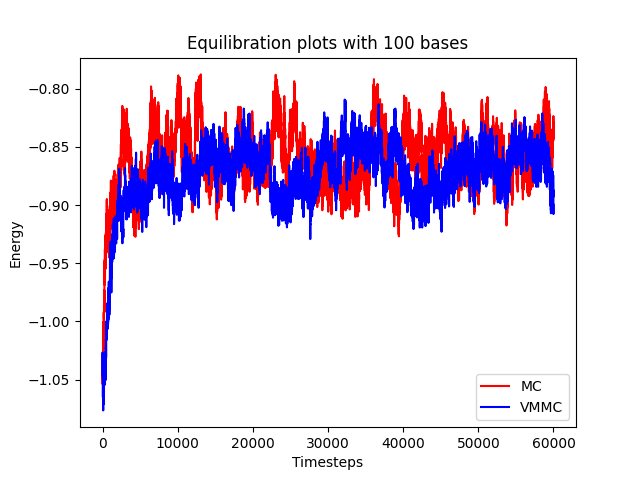 Equilibration plots with 100 bases
−0.80
−0.85
−0.90
−0.95
−1.00
−1.05
Energy
0 10000 20000 30000 40000 50000 60000
Timesteps
MC
VMMC